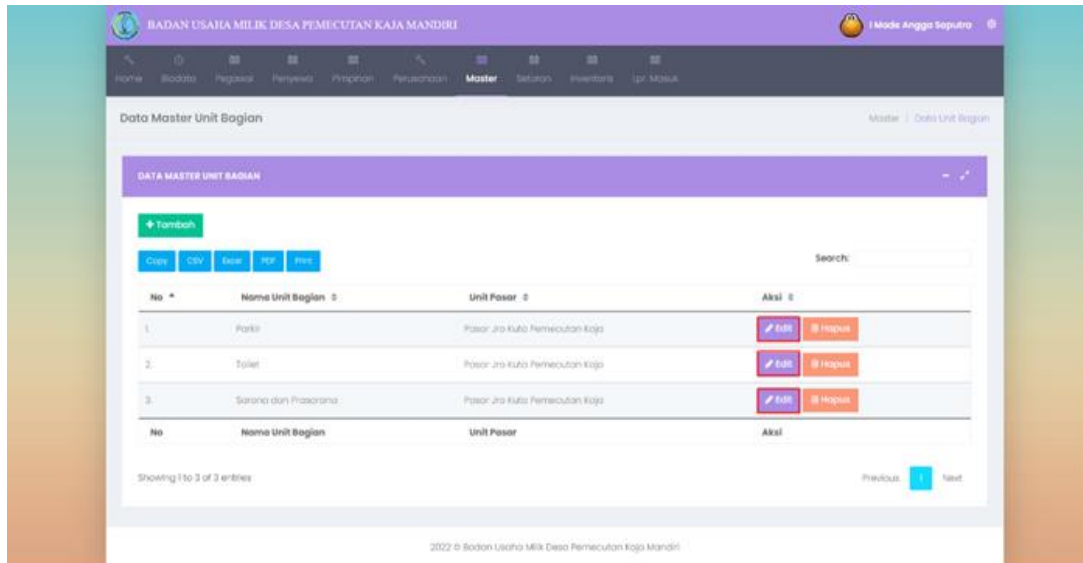 BADAN USAHA MILIK DESA PEMECUTAN KAJA MANDIRI
I Made Angga Saputra
Home Biodata Pegawai Penyewa Pimpinan Perusahaan Master Setoran Inventaris Lpr. Masuk
Data Master Unit Bagian
Master / Data Unit Bagian
DATA MASTER UNIT BAGIAN
+ Tambah
Copy CSV Excel PDF Print
Search:
No Nama Unit Bagian Unit Pasar Aksi
1. Parkir Pasar Jro Kuta Pemecutan Kaja Edit Hapus
2. Toilet Pasar Jro Kuta Pemecutan Kaja Edit Hapus
3. Sarana dan Prasarana Pasar Jro Kuta Pemecutan Kaja Edit Hapus
No Nama Unit Bagian Unit Pasar Aksi
Showing 1 to 3 of 3 entries
Previous 1 Next
2022 © Badan Usaha Milik Desa Pemecutan Kaja Mandiri